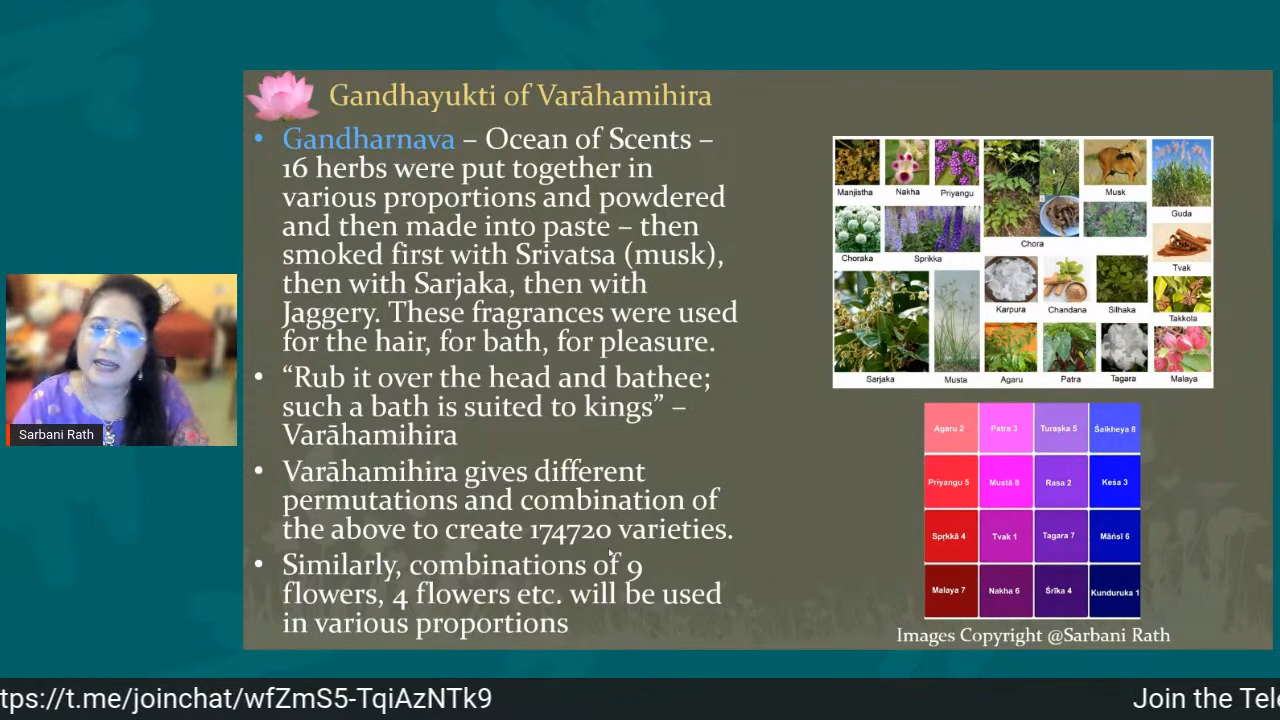 Gandhayukti of Varāhamihira
• Gandharnava – Ocean of Scents –
16 herbs were put together in
various proportions and powdered
and then made into paste – then
smoked first with Srivatsa (musk),
then with Sarjaka, then with
Jaggery. These fragrances were used
for the hair, for bath, for pleasure.
• “Rub it over the head and bathee;
such a bath is suited to kings” –
Varāhamihira
• Varāhamihira gives different
permutations and combination of
the above to create 174720 varieties.
• Similarly, combinations of 9
flowers, 4 flowers etc. will be used
in various proportions
Manjistha Nakha Priyangu Musk
Guda
Choraka Sprikka Chora
Tvak
Karpura Chandana Silhaka
Takkola
Sarjaka Musta Agaru Patra Tagara Malaya
Agaru 2 Patra 3 Turaşka 5 Śaikheya 8
Priyangu 5 Mustā 8 Rasa 2 Keśa 3
Spŗkkā 4 Tvak 1 Tagara 7 Māńsī 6
Malaya 7 Nakha 6 Śrīka 4 Kunduruka 1
Images Copyright @Sarbani Rath
Sarbani Rath
tps://t.me/joinchat/wfZmS5-TqiAzNTk9 Join the Tele